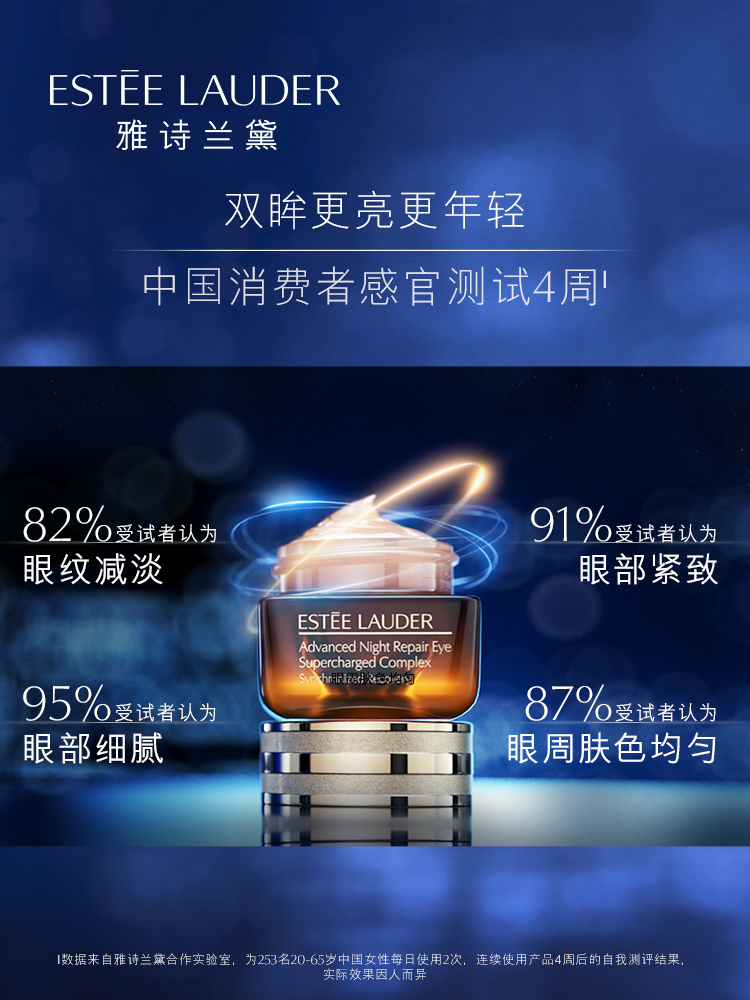 ESTĒE LAUDER
雅诗兰黛
双眸更亮更年轻
中国消费者感官测试4周¹
82%受试者认为
眼纹减淡
91%受试者认为
眼部紧致
ESTĒE LAUDER
Advanced Night Repair Eye
Supercharged Complex
95%受试者认为
眼部细腻
87%受试者认为
眼周肤色均匀
1数据来自雅诗兰黛合作实验室，为253名20-65岁中国女性每日使用2次，连续使用产品4周后的自我测评结果，
实际效果因人而异